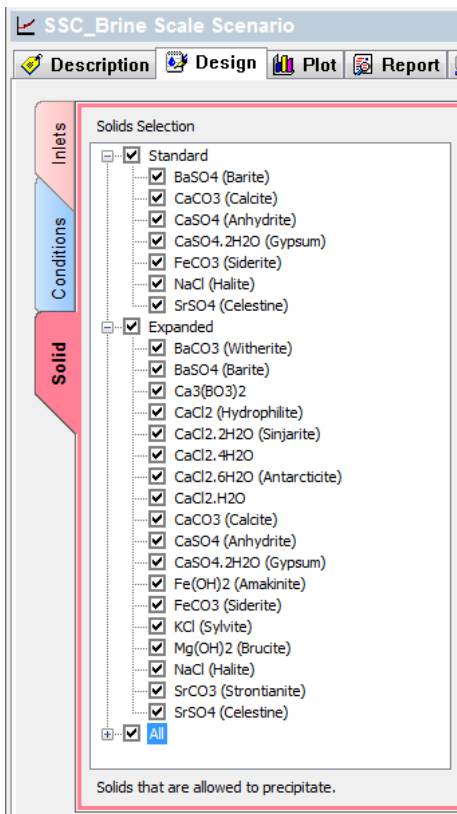 SSC_Brine Scale Scenario
Description Design Plot Report
Inlets
Conditions
Solid
Solids Selection
Standard
BaSO4 (Barite)
CaCO3 (Calcite)
CaSO4 (Anhydrite)
CaSO4.2H2O (Gypsum)
FeCO3 (Siderite)
NaCl (Halite)
SrSO4 (Celestine)
Expanded
BaCO3 (Witherite)
BaSO4 (Barite)
Ca3(BO3)2
CaCl2 (Hydrophilite)
CaCl2.2H2O (Sinjarite)
CaCl2.4H2O
CaCl2.6H2O (Antarcticite)
CaCl2.H2O
CaCO3 (Calcite)
CaSO4 (Anhydrite)
CaSO4.2H2O (Gypsum)
Fe(OH)2 (Amakinite)
FeCO3 (Siderite)
KCl (Sylvite)
Mg(OH)2 (Brucite)
NaCl (Halite)
SrCO3 (Strontianite)
SrSO4 (Celestine)
All
Solids that are allowed to precipitate.